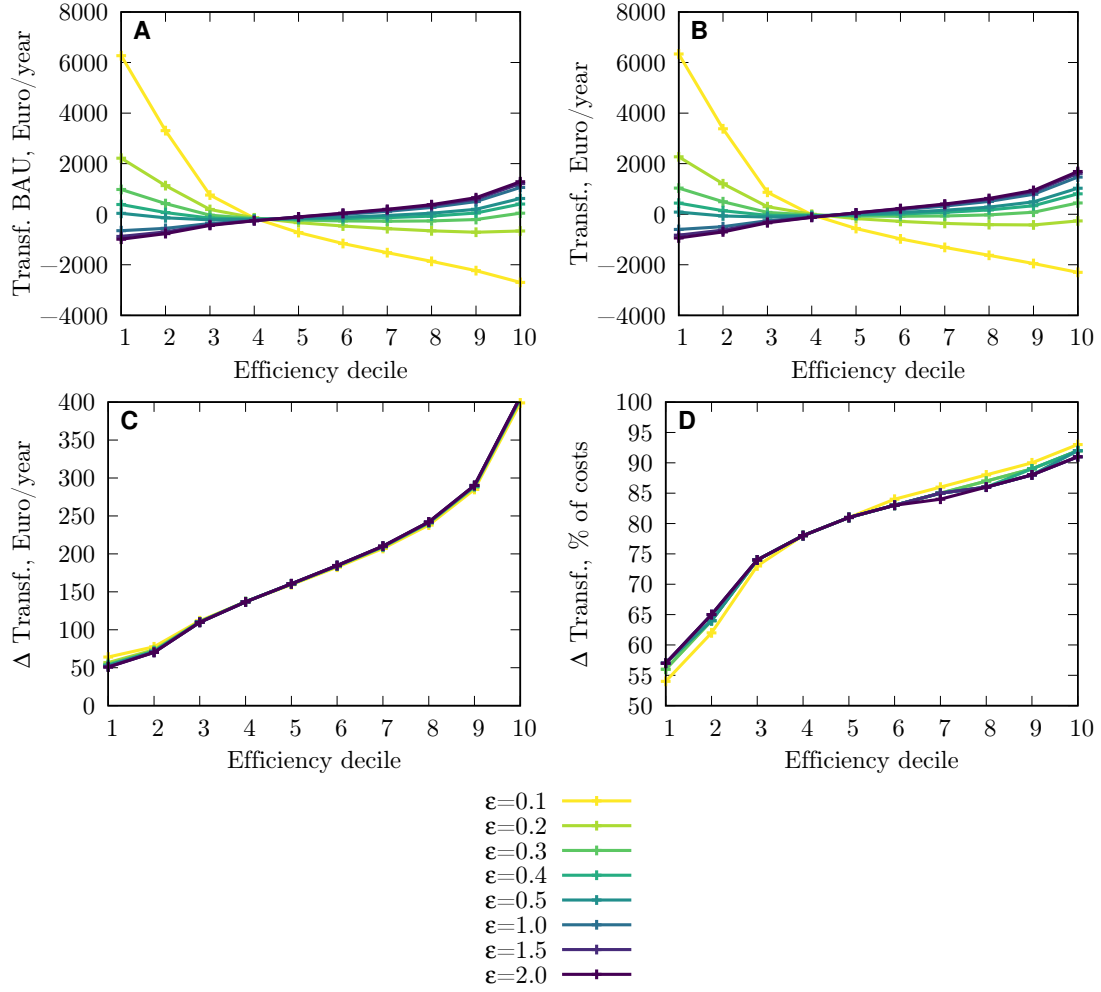 A
8000
6000
4000
2000
0
−2000
−4000
Transf. BAU, Euro/year
1 2 3 4 5 6 7 8 9 10
Efficiency decile
B
8000
6000
4000
2000
0
−2000
−4000
Transf., Euro/year
1 2 3 4 5 6 7 8 9 10
Efficiency decile
C
400
350
300
250
200
150
100
50
0
Δ Transf., Euro/year
1 2 3 4 5 6 7 8 9 10
Efficiency decile
D
100
95
90
85
80
75
70
65
60
55
50
Δ Transf., % of costs
1 2 3 4 5 6 7 8 9 10
Efficiency decile
ε=0.1
ε=0.2
ε=0.3
ε=0.4
ε=0.5
ε=1.0
ε=1.5
ε=2.0